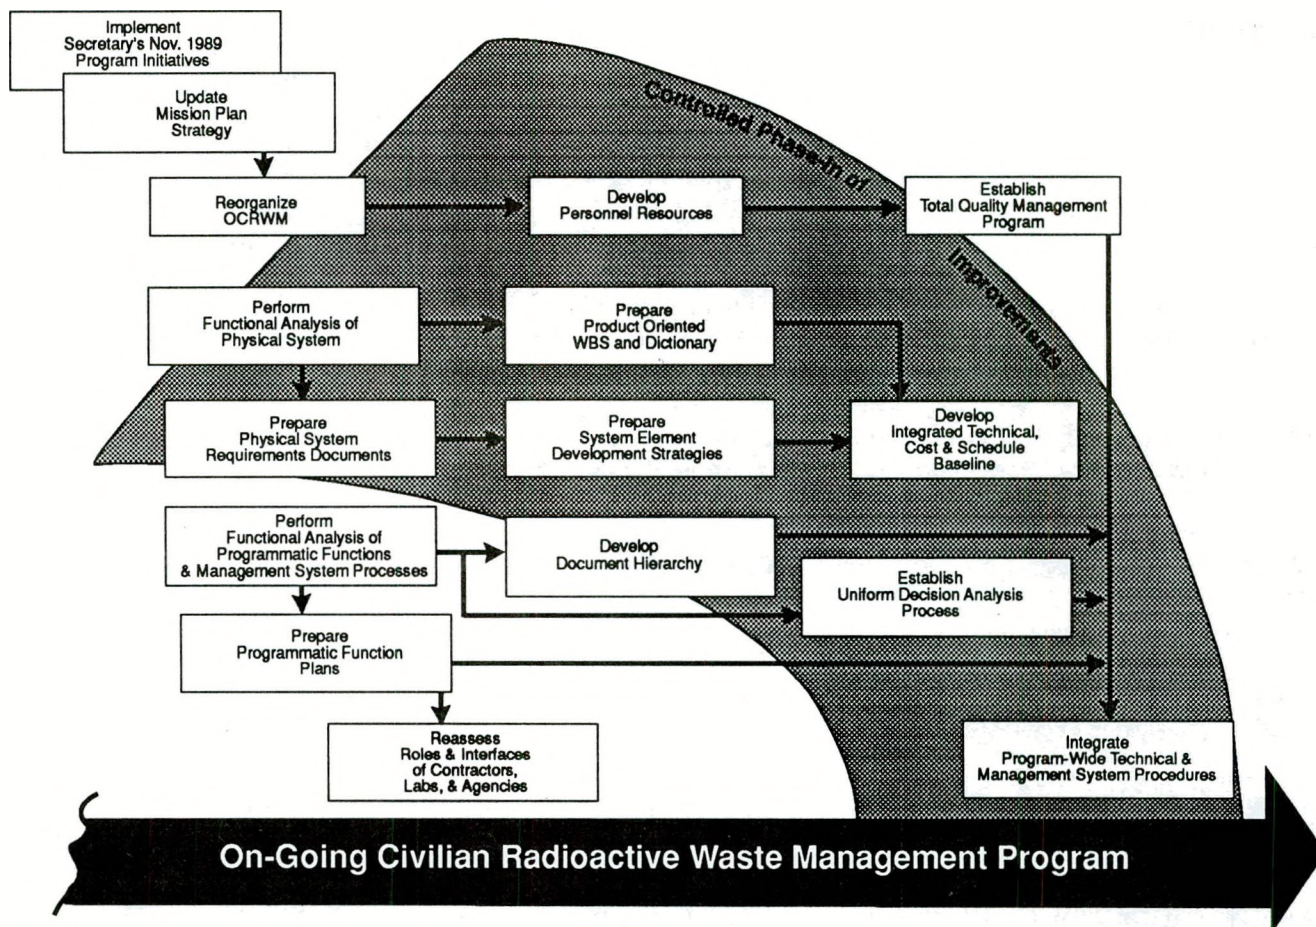 Implement
Secretary's Nov. 1989
Program Initiatives
Update
Mission Plan
Strategy
Reorganize
OCRWM
Develop
Personnel Resources
Establish
Total Quality Management
Program
Controlled Phase-in of
Improvements
Perform
Functional Analysis of
Physical System
Prepare
Product Oriented
WBS and Dictionary
Prepare
Physical System
Requirements Documents
Prepare
System Element
Development Strategies
Develop
Integrated Technical,
Cost & Schedule
Baseline
Perform
Functional Analysis of
Programmatic Functions
& Management System Processes
Develop
Document Hierarchy
Establish
Uniform Decision Analysis
Process
Prepare
Programmatic Function
Plans
Reassess
Roles & Interfaces
of Contractors,
Labs, & Agencies
Integrate
Program-Wide Technical &
Management System Procedures
On-Going Civilian Radioactive Waste Management Program